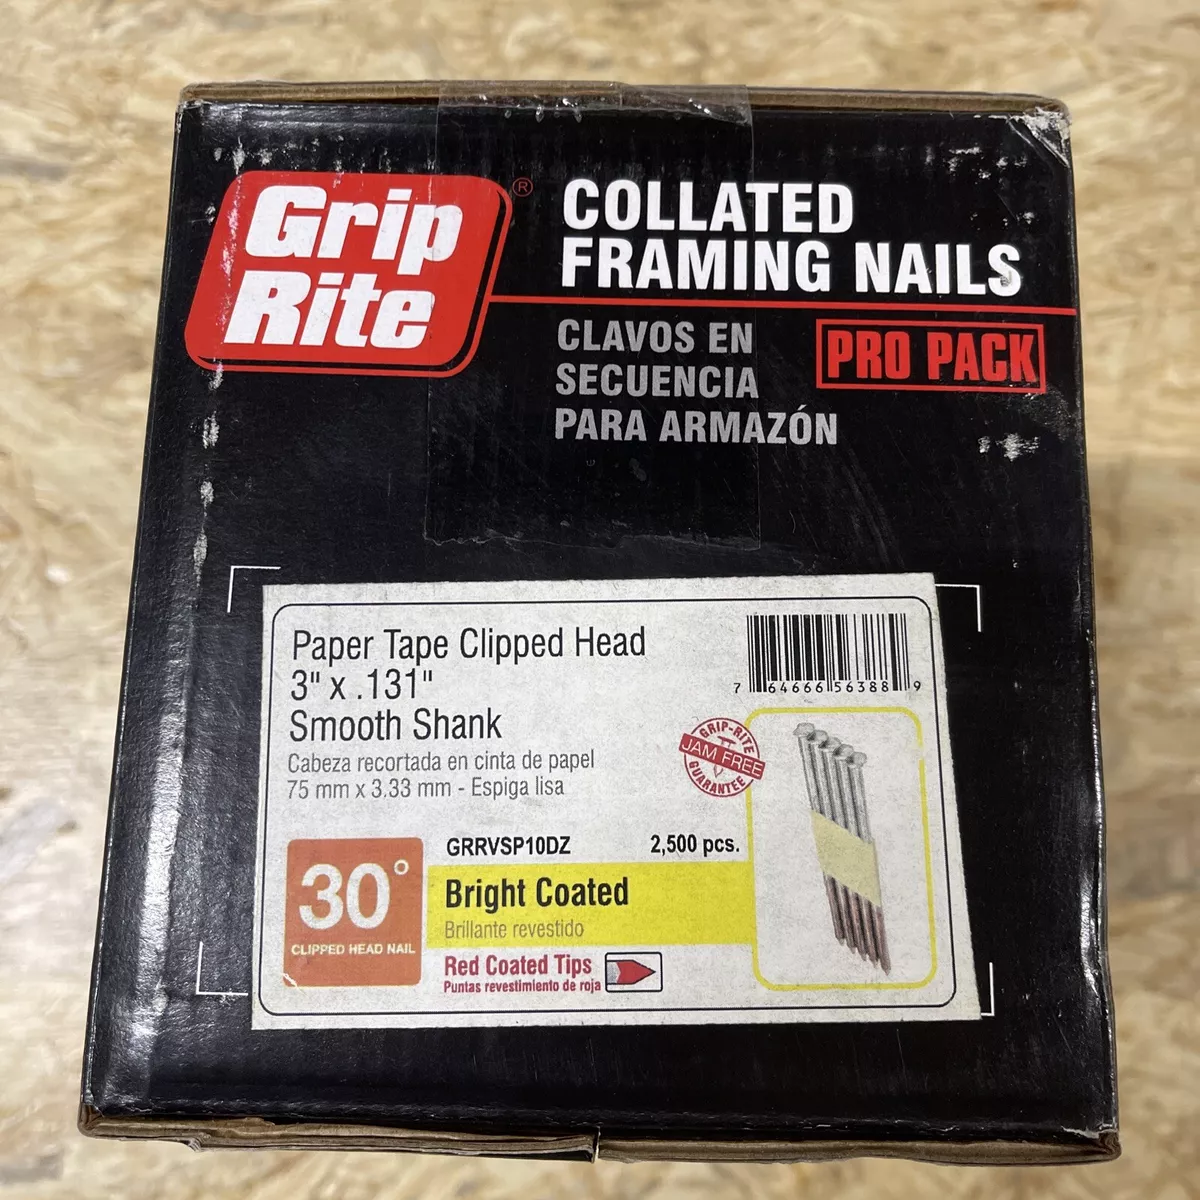 Grip
Rite
®
COLLATED
FRAMING NAILS
CLAVOS EN
SECUENCIA
PARA ARMAZÓN
PRO PACK
Paper Tape Clipped Head
3" x .131"
Smooth Shank
Cabeza recortada en cinta de papel
75 mm x 3.33 mm - Espiga lisa
7 64666 56388 9
GRIP-RITE
JAM FREE
GUARANTEE
GRRVSP10DZ 2,500 pcs.
30°
CLIPPED HEAD NAIL
Bright Coated
Brillante revestido
Red Coated Tips
Puntas revestimiento de roja